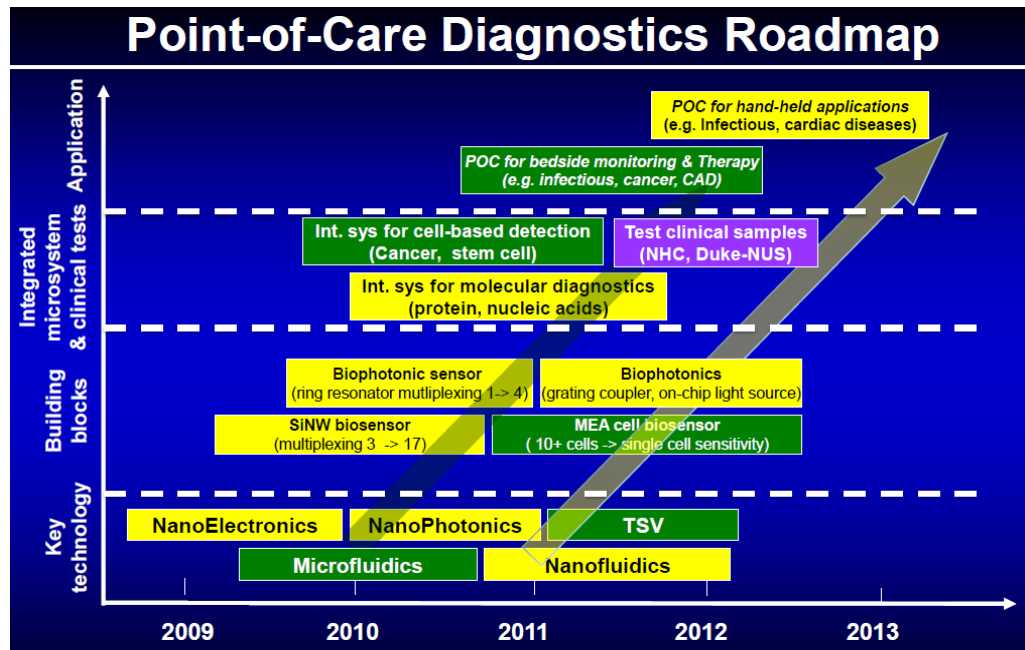 Point-of-Care Diagnostics Roadmap
Application
POC for hand-held applications
(e.g. Infectious, cardiac diseases)
POC for bedside monitoring & Therapy
(e.g. infectious, cancer, CAD)
Integrated
microsystem
& clinical tests
Int. sys for cell-based detection
(Cancer, stem cell)
Test clinical samples
(NHC, Duke-NUS)
Int. sys for molecular diagnostics
(protein, nucleic acids)
Building
blocks
Biophotonic sensor
(ring resonator mutliplexing 1-> 4)
Biophotonics
(grating coupler, on-chip light source)
SiNW biosensor
(multiplexing 3 -> 17)
MEA cell biosensor
( 10+ cells -> single cell sensitivity)
Key
technology
NanoElectronics
NanoPhotonics
TSV
Microfluidics
Nanofluidics
2009
2010
2011
2012
2013